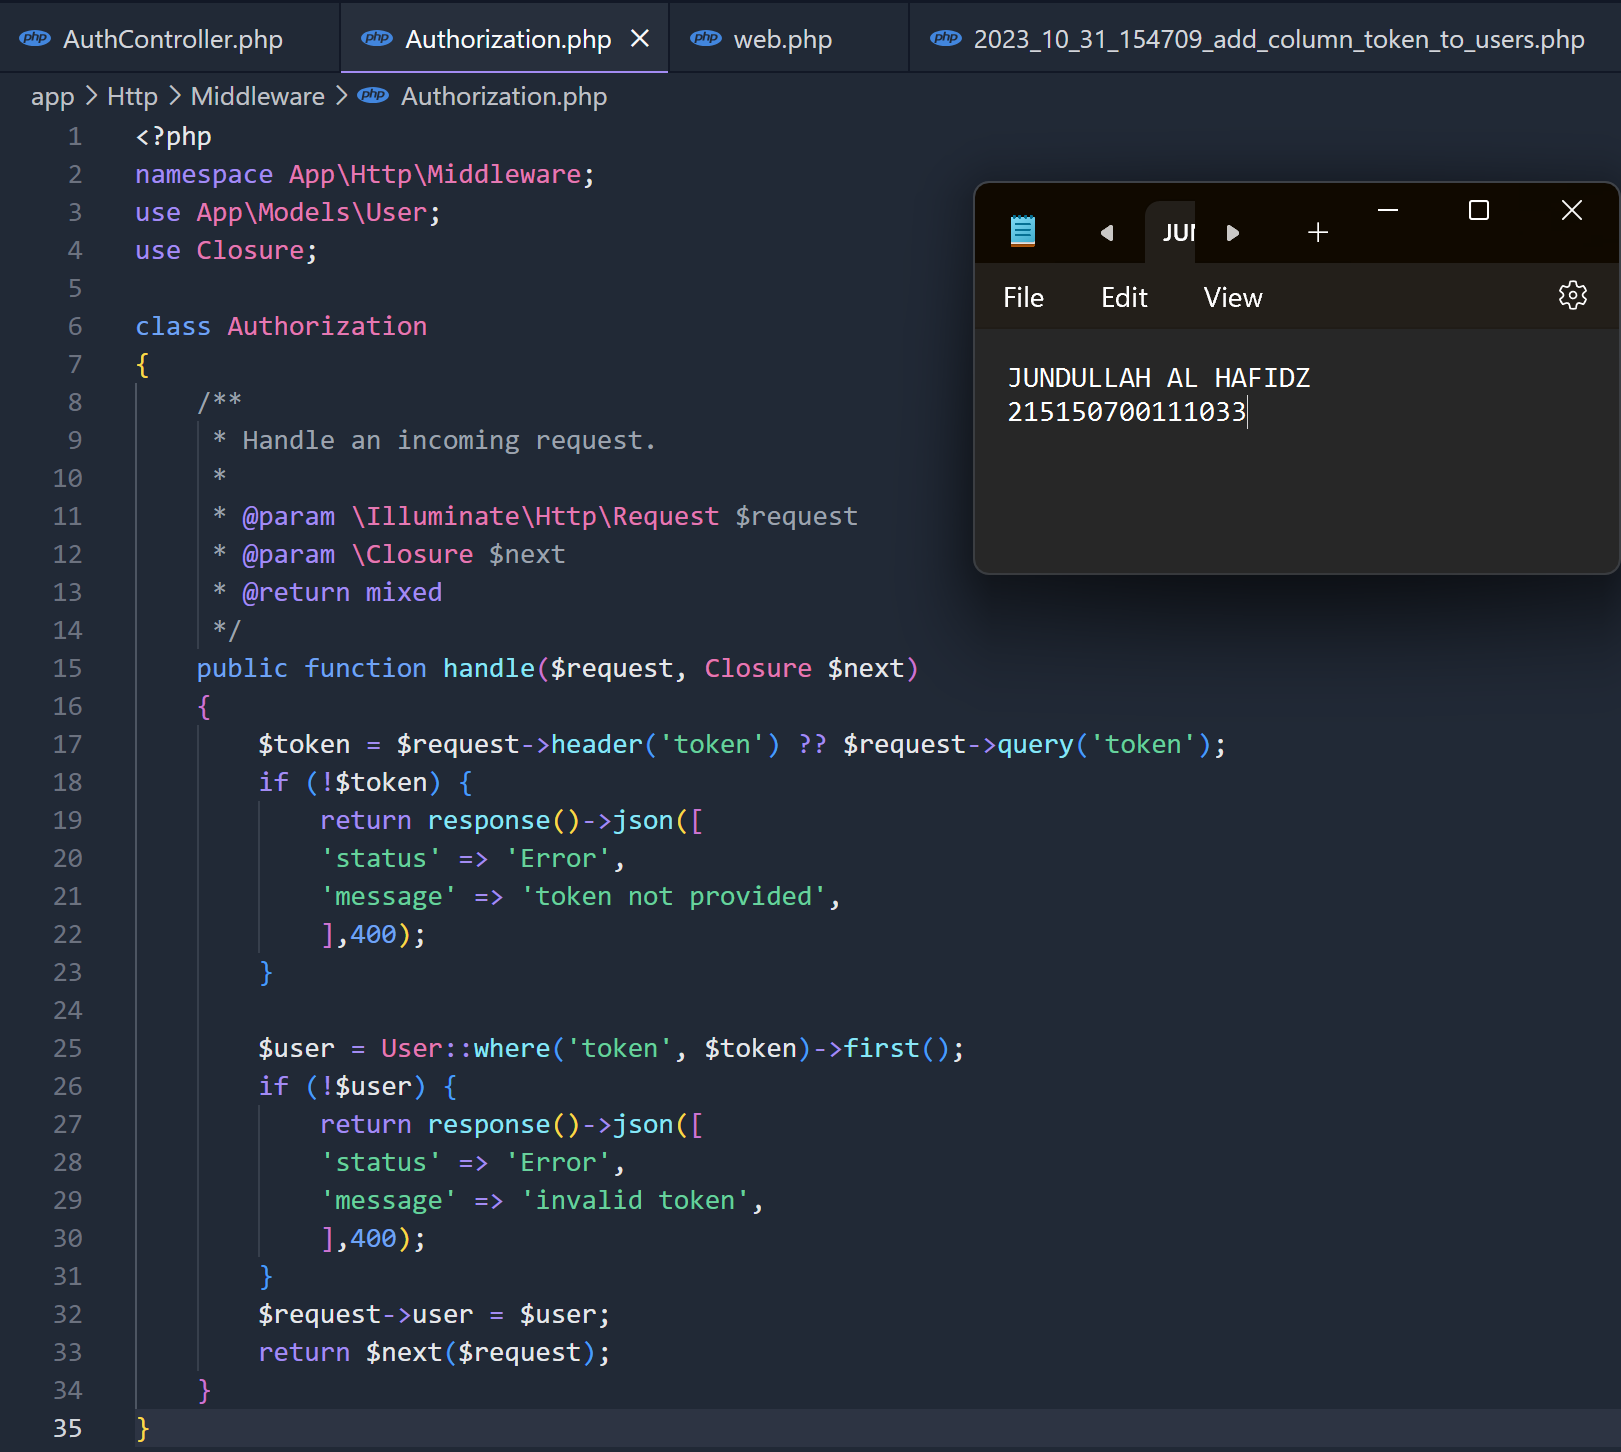 AuthController.php
Authorization.php
web.php
2023_10_31_154709_add_column_token_to_users.php
app > Http > Middleware > Authorization.php
1 <?php
2 namespace App\Http\Middleware;
3 use App\Models\User;
4 use Closure;
5
6 class Authorization
7 {
8 /**
9 * Handle an incoming request.
10 *
11 * @param \Illuminate\Http\Request $request
12 * @param \Closure $next
13 * @return mixed
14 */
15 public function handle($request, Closure $next)
16 {
17 $token = $request->header('token') ?? $request->query('token');
18 if (!$token) {
19 return response()->json([
20 'status' => 'Error',
21 'message' => 'token not provided',
22 ],400);
23 }
24
25 $user = User::where('token', $token)->first();
26 if (!$user) {
27 return response()->json([
28 'status' => 'Error',
29 'message' => 'invalid token',
30 ],400);
31 }
32 $request->user = $user;
33 return $next($request);
34 }
35 }
JUN
File Edit View
JUNDULLAH AL HAFIDZ
215150700111033